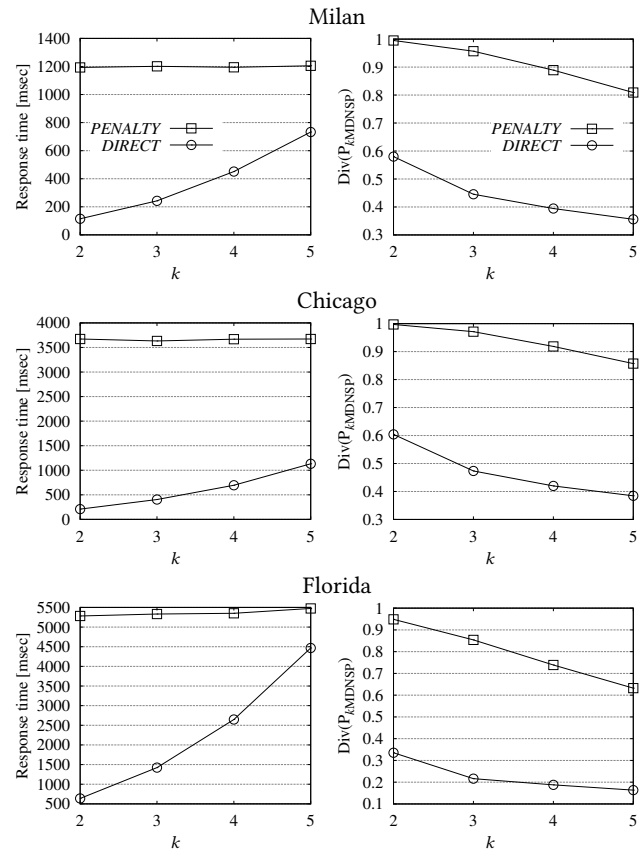 Milan
Response time [msec]
1400
1200
1000
800
600
400
200
0
PENALTY
DIRECT
2 3 4 5
k
Div(PkMDNSP)
1
0.9
0.8
0.7
0.6
0.5
0.4
0.3
PENALTY
DIRECT
2 3 4 5
k
Chicago
Response time [msec]
4000
3500
3000
2500
2000
1500
1000
500
0
2 3 4 5
k
Div(PkMDNSP)
1
0.9
0.8
0.7
0.6
0.5
0.4
0.3
2 3 4 5
k
Florida
Response time [msec]
5500
5000
4500
4000
3500
3000
2500
2000
1500
1000
500
2 3 4 5
k
Div(PkMDNSP)
1
0.9
0.8
0.7
0.6
0.5
0.4
0.3
0.2
0.1
2 3 4 5
k